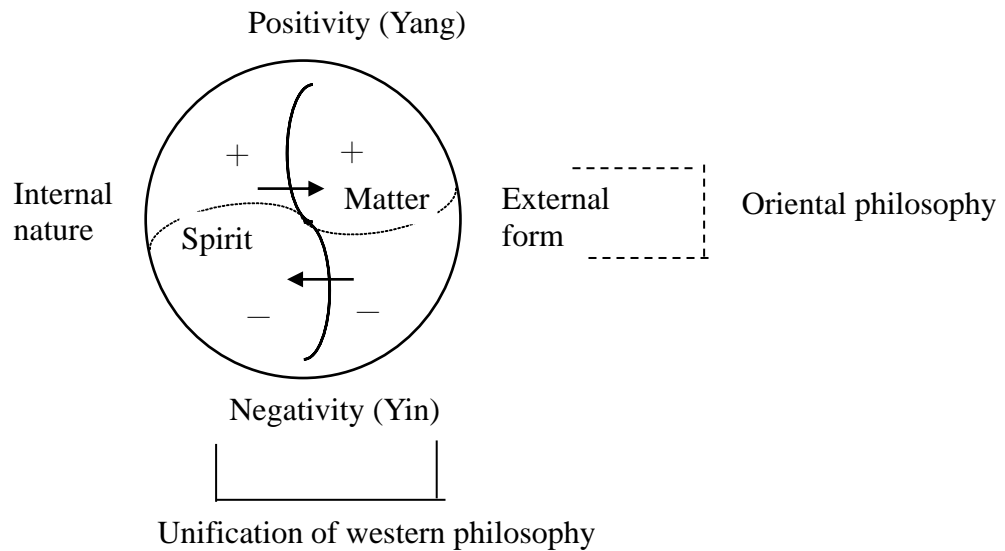 Positivity (Yang)
+ +
Internal
nature
Matter
External
form
Oriental philosophy
Spirit
− −
Negativity (Yin)
Unification of western philosophy